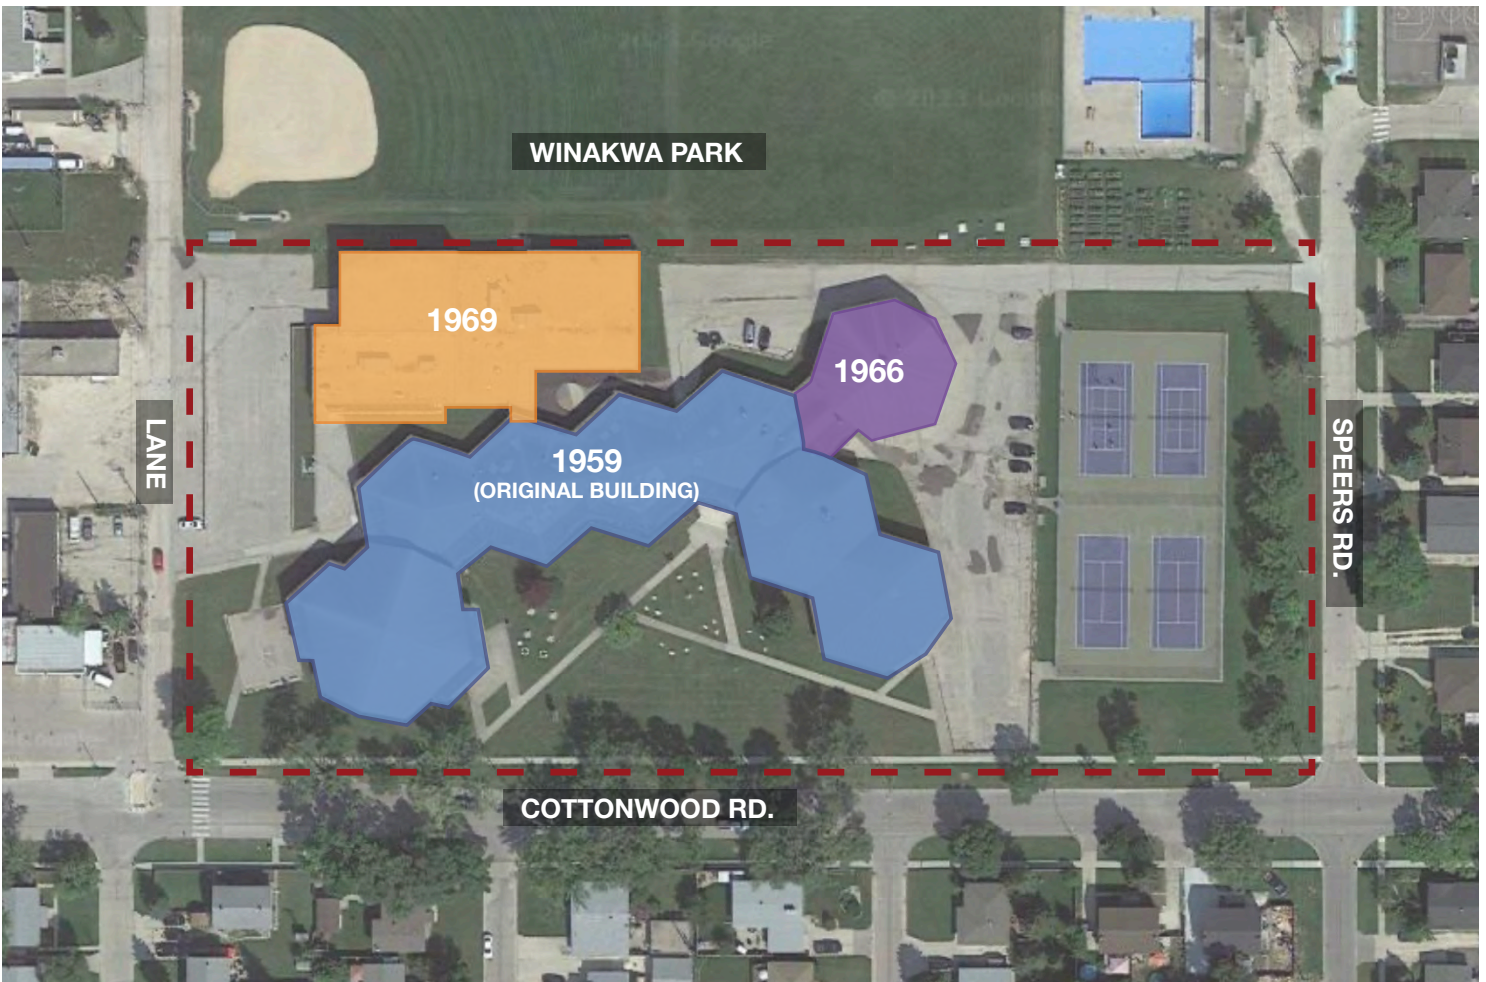 WINAKWA PARK
1969
1966
LANE
1959
(ORIGINAL BUILDING)
SPEERS RD.
COTTONWOOD RD.